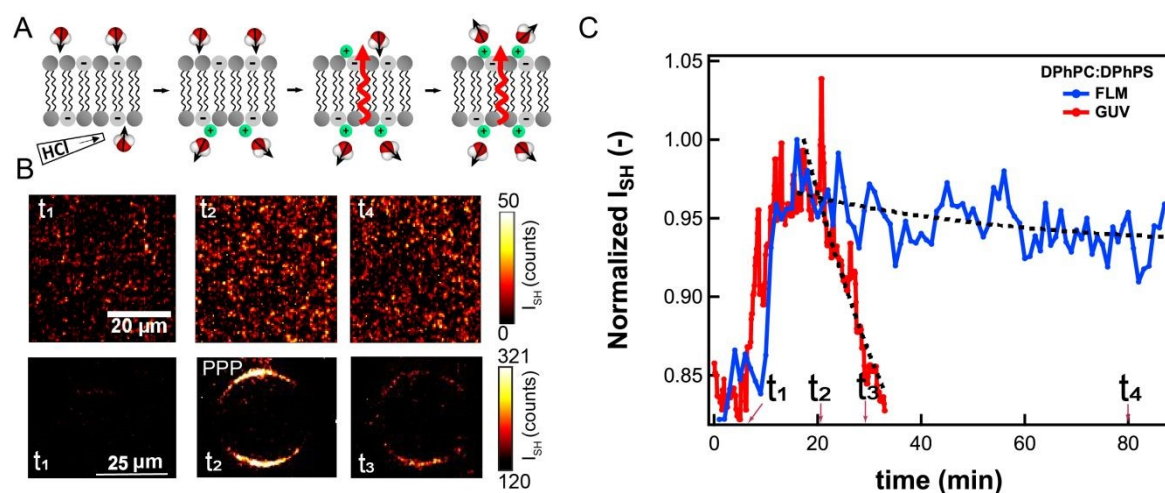 A
- - - -
HCl
+ +
+ + +
+ + + +
B
t₁
t₂
t₄
20 µm
50
0
I_SH (counts)
t₁
25 µm
PPP
t₂
t₃
321
120
I_SH (counts)
C
Normalized I_SH (-)
1.05
1.00
0.95
0.90
0.85
DPhPC:DPhPS
FLM
GUV
t₁
t₂
t₃
t₄
0 20 40 60 80
time (min)